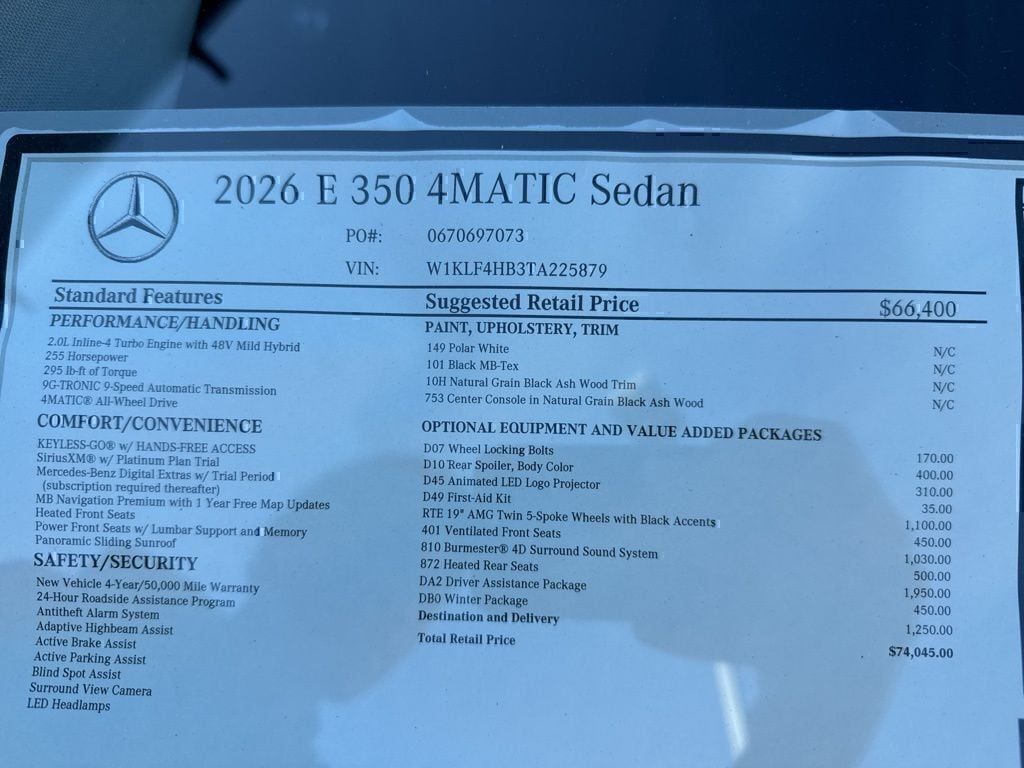 2026 E 350 4MATIC Sedan
PO#: 0670697073
VIN: W1KLF4HB3TA225879
Standard Features
PERFORMANCE/HANDLING
2.0L Inline-4 Turbo Engine with 48V Mild Hybrid
255 Horsepower
295 lb-ft of Torque
9G-TRONIC 9-Speed Automatic Transmission
4MATIC® All-Wheel Drive
COMFORT/CONVENIENCE
KEYLESS-GO® w/ HANDS-FREE ACCESS
SiriusXM® w/ Platinum Plan Trial
Mercedes-Benz Digital Extras w/ Trial Period
(subscription required thereafter)
MB Navigation Premium with 1 Year Free Map Updates
Heated Front Seats
Power Front Seats w/ Lumbar Support and Memory
Panoramic Sliding Sunroof
SAFETY/SECURITY
New Vehicle 4-Year/50,000 Mile Warranty
24-Hour Roadside Assistance Program
Antitheft Alarm System
Adaptive Highbeam Assist
Active Brake Assist
Active Parking Assist
Blind Spot Assist
Surround View Camera
LED Headlamps
Suggested Retail Price $66,400
PAINT, UPHOLSTERY, TRIM
149 Polar White N/C
101 Black MB-Tex N/C
10H Natural Grain Black Ash Wood Trim N/C
753 Center Console in Natural Grain Black Ash Wood N/C
OPTIONAL EQUIPMENT AND VALUE ADDED PACKAGES
D07 Wheel Locking Bolts 170.00
D10 Rear Spoiler, Body Color 400.00
D45 Animated LED Logo Projector 310.00
D49 First-Aid Kit 35.00
RTE 19" AMG Twin 5-Spoke Wheels with Black Accents 1,100.00
401 Ventilated Front Seats 450.00
810 Burmester® 4D Surround Sound System 1,030.00
872 Heated Rear Seats 500.00
DA2 Driver Assistance Package 1,950.00
DB0 Winter Package 450.00
Destination and Delivery 1,250.00
Total Retail Price $74,045.00